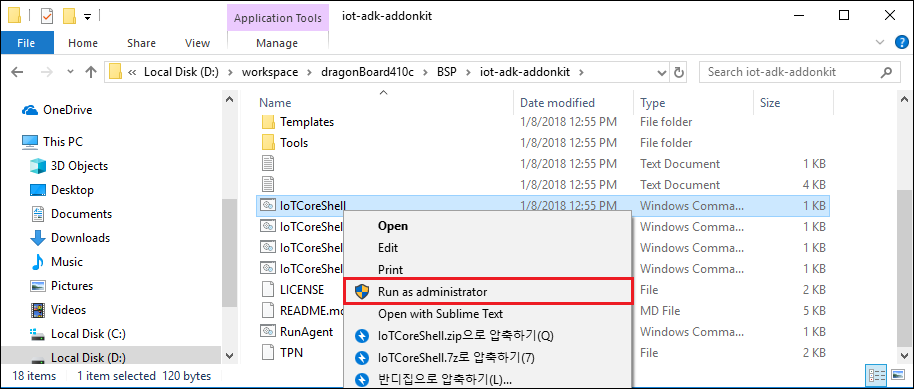 Application Tools
iot-adk-addonkit
File
Home
Share
View
Manage
Local Disk (D:)
workspace
dragonBoard410c
BSP
iot-adk-addonkit
Search iot-adk-addonkit
OneDrive
This PC
3D Objects
Desktop
Documents
Downloads
Music
Pictures
Videos
Local Disk (C:)
Local Disk (D:)
Name Date modified Type Size
Templates 1/8/2018 12:55 PM File folder
Tools 1/8/2018 12:55 PM File folder
1/8/2018 12:55 PM Text Document 1 KB
1/8/2018 12:55 PM Text Document 4 KB
IoTCoreShell 1/8/2018 12:55 PM Windows Comma... 1 KB
IoTCoreShel Windows Comma... 1 KB
IoTCoreShel Windows Comma... 1 KB
IoTCoreShel Windows Comma... 1 KB
LICENSE File 2 KB
README.m MD File 5 KB
RunAgent Windows Comma... 1 KB
TPN File 3 KB
Open
Edit
Print
Run as administrator
Open with Sublime Text
IoTCoreShell.zip으로 압축하기(Q)
IoTCoreShell.7z로 압축하기(7)
반디집으로 압축하기(L)...
18 items 1 item selected 120 bytes